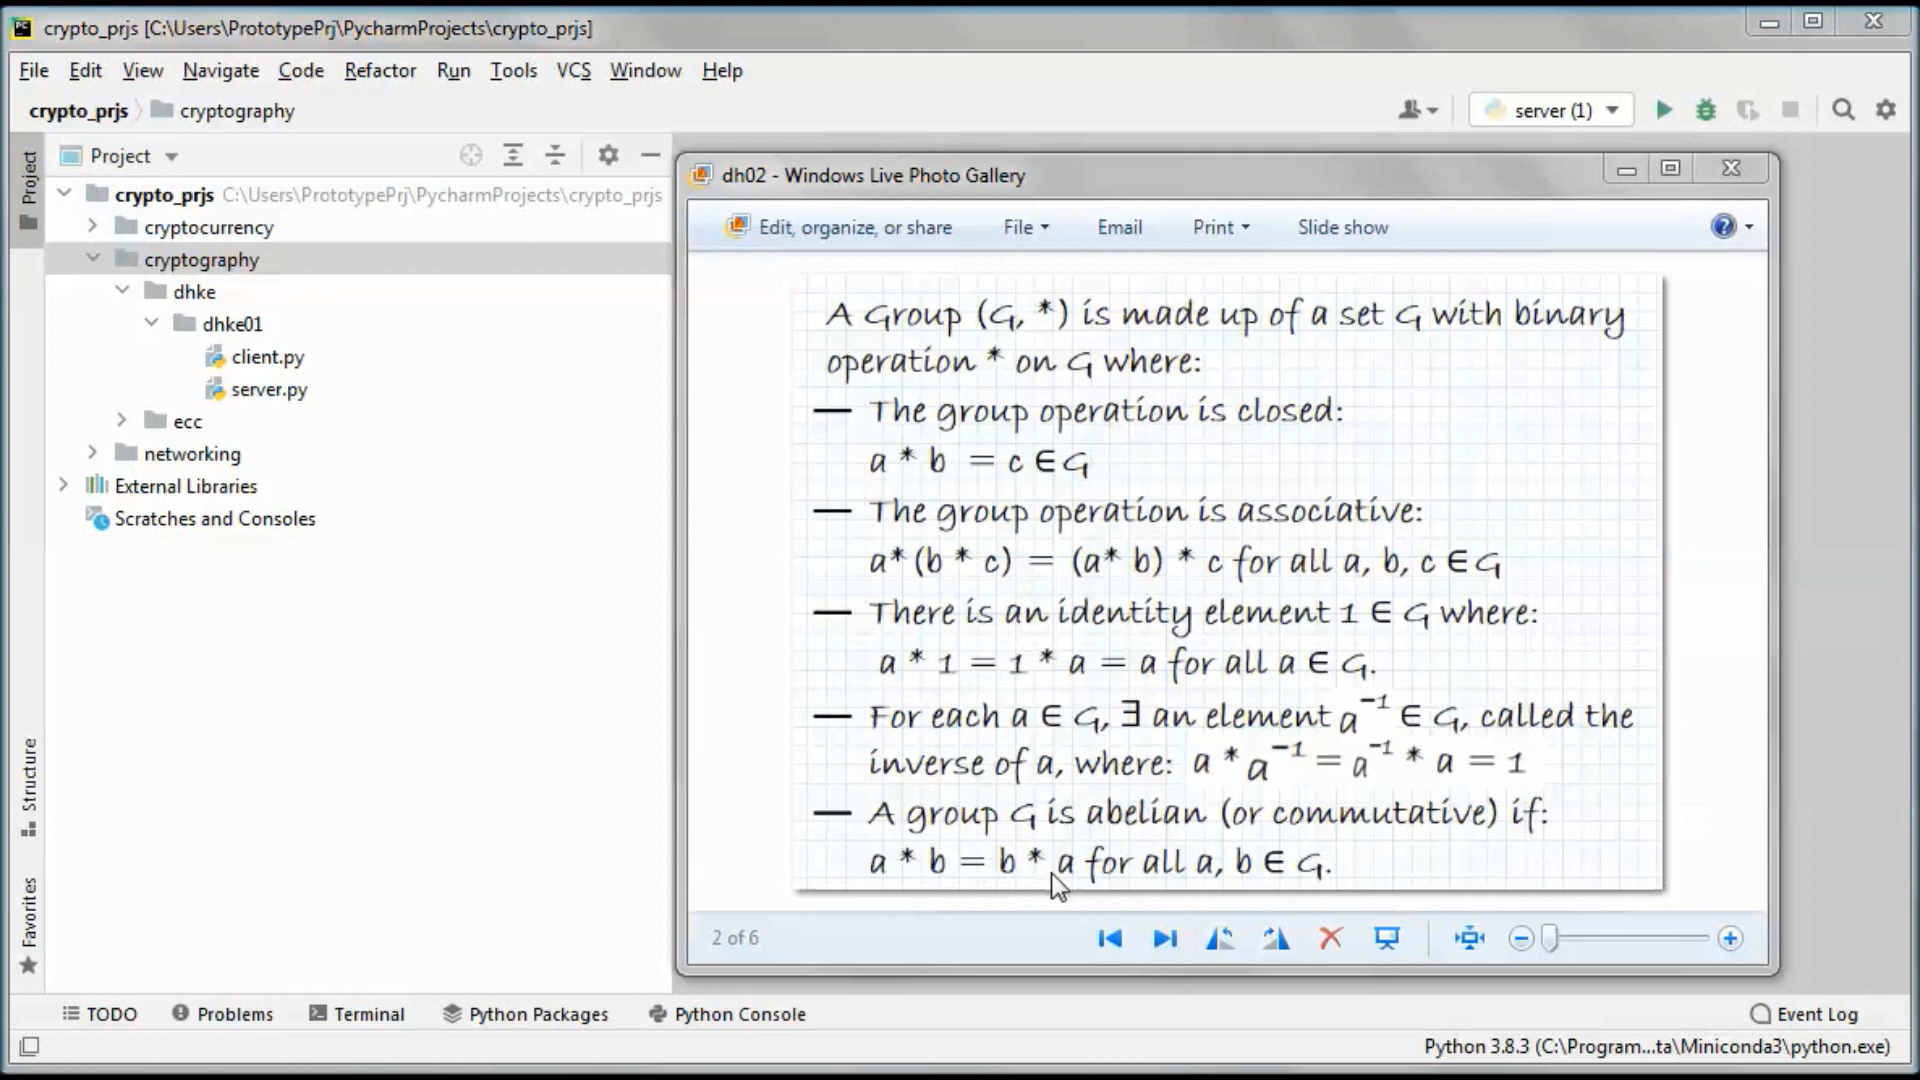 crypto_prjs [C:\Users\PrototypePrj\PycharmProjects\crypto_prjs]
File Edit View Navigate Code Refactor Run Tools VCS Window Help
crypto_prjs cryptography
server (1)
Project
Project
crypto_prjs C:\Users\PrototypePrj\PycharmProjects\crypto_prjs
cryptocurrency
cryptography
dhke
dhke01
client.py
server.py
ecc
networking
External Libraries
Scratches and Consoles
Structure
Favorites
dh02 - Windows Live Photo Gallery
Edit, organize, or share File Email Print Slide show
A Group (G, *) is made up of a set G with binary
operation * on G where:
— The group operation is closed:
a * b = c ∈ G
— The group operation is associative:
a* (b * c) = (a* b) * c for all a, b, c ∈ G
— There is an identity element 1 ∈ G where:
a * 1 = 1 * a = a for all a ∈ G.
— For each a ∈ G, ∃ an element a⁻¹ ∈ G, called the
inverse of a, where: a * a⁻¹ = a⁻¹ * a = 1
— A group G is abelian (or commutative) if:
a * b = b * a for all a, b ∈ G.
2 of 6
TODO Problems Terminal Python Packages Python Console Event Log
Python 3.8.3 (C:\Program...ta\Miniconda3\python.exe)